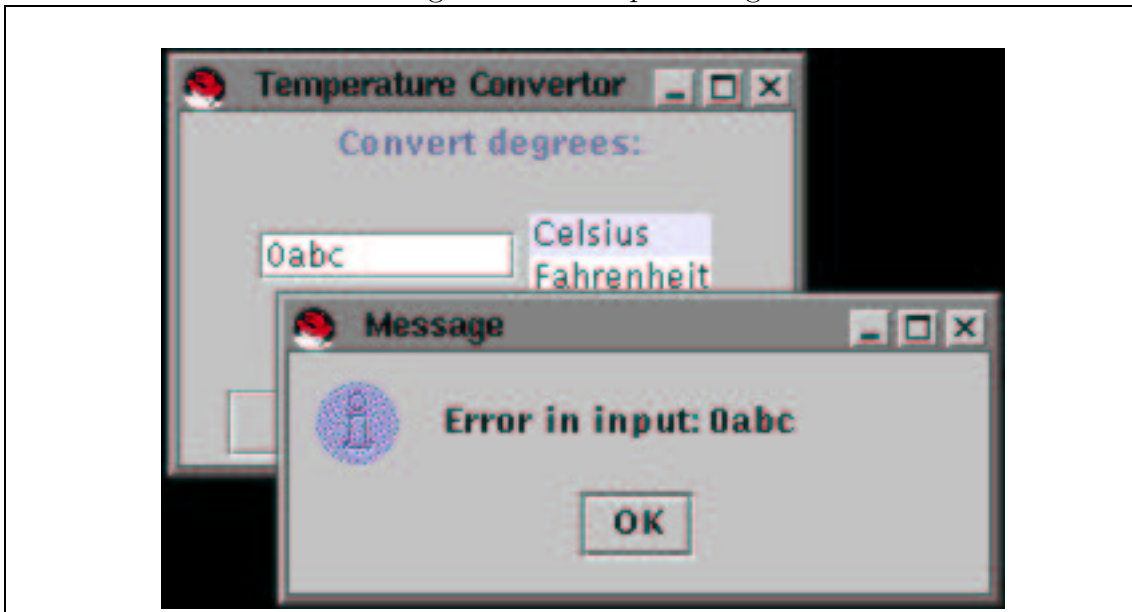 Temperature Convertor
Convert degrees:
0abc
Celsius
Fahrenheit
Message
Error in input: 0abc
OK